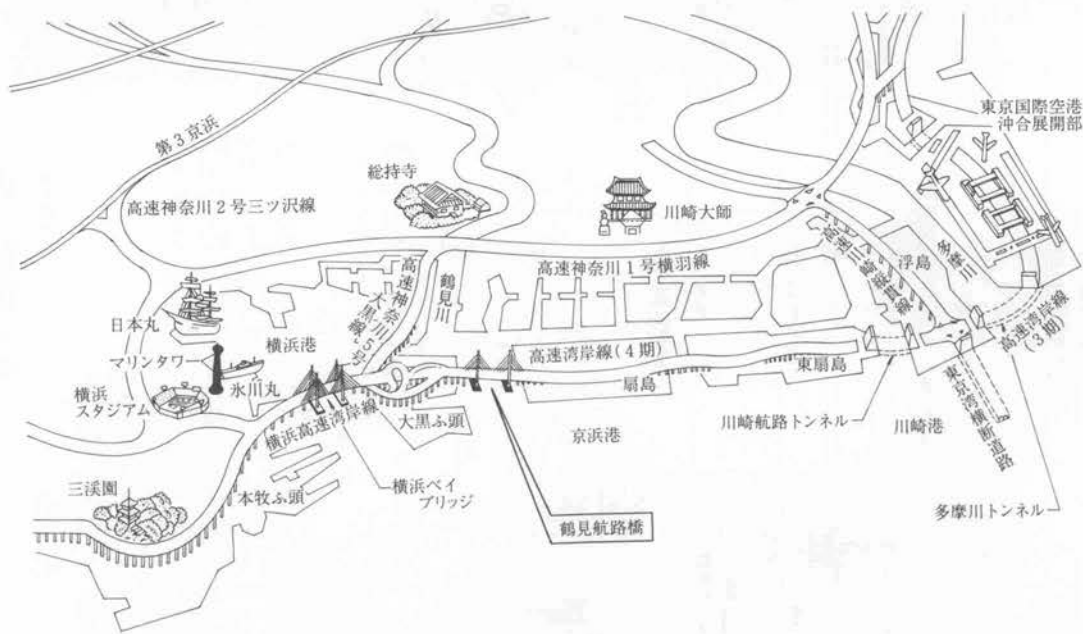 東京国際空港
沖合展開部
第3京浜
総持寺
高速神奈川2号三ツ沢線
川崎大師
高速神奈川1号横羽線
高速神奈川5号
大黒線
鶴見川
高速川崎縦貫線
浮島
多摩川
高速湾岸線
(3期)
日本丸
マリンタワー
横浜港
氷川丸
横浜
スタジアム
高速湾岸線(4期)
扇島
東扇島
横浜高速湾岸線
大黒ふ頭
京浜港
川崎航路トンネル
川崎港
東京湾横断道路
三渓園
本牧ふ頭
横浜ベイ
ブリッジ
鶴見航路橋
多摩川トンネル